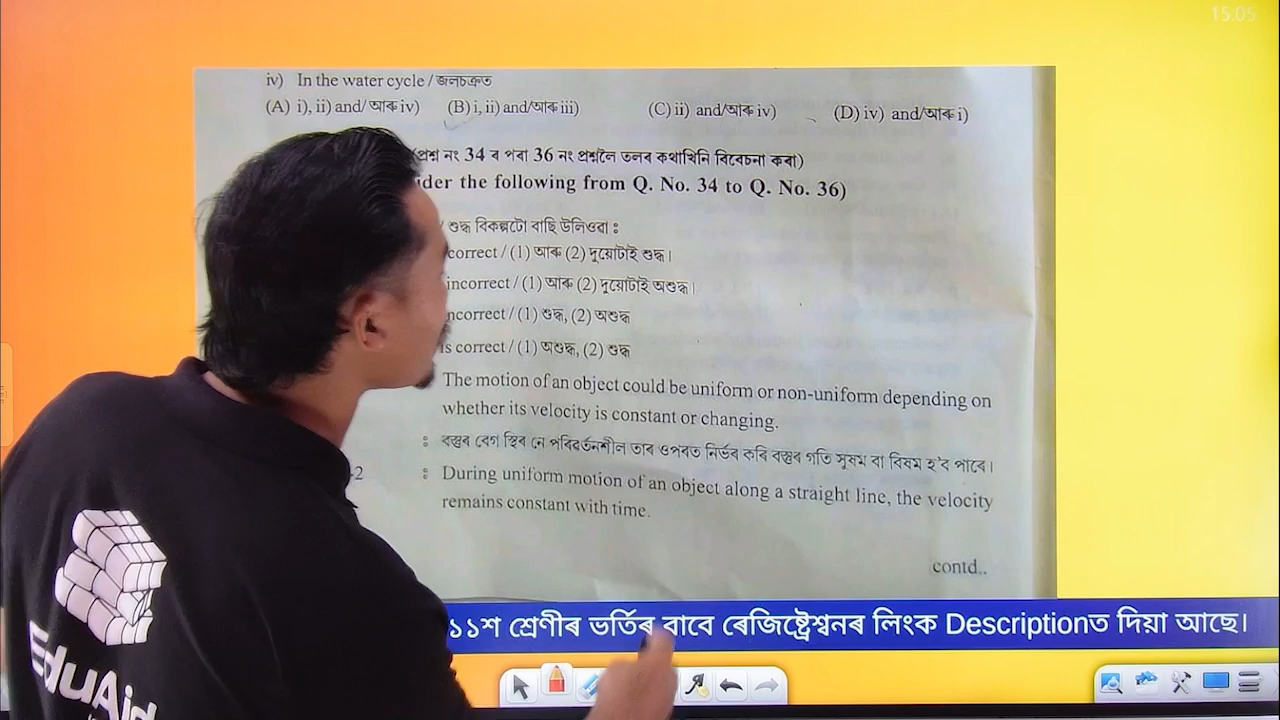 15:05
iv) In the water cycle / জলচক্ৰত
(A) i), ii) and/ আৰু iv) (B) i, ii) and/আৰু iii) (C) ii) and/আৰু iv) (D) iv) and/আৰু i)
(প্ৰশ্ন নং 34 ৰ পৰা 36 নং প্ৰশ্নলৈ তলৰ কথাখিনি বিবেচনা কৰা)
the following from Q. No. 34 to Q. No. 36)
/ শুদ্ধ বিকল্পটো বাছি উলিওৱা :
correct / (1) আৰু (2) দুয়োটাই শুদ্ধ।
incorrect / (1) আৰু (2) দুয়োটাই অশুদ্ধ।
/ (1) শুদ্ধ, (2) অশুদ্ধ
is correct / (1) অশুদ্ধ, (2) শুদ্ধ
The motion of an object could be uniform or non-uniform depending on
whether its velocity is constant or changing.
: বস্তুৰ বেগ স্থিৰ নে পৰিৱৰ্তনশীল তাৰ ওপৰত নিৰ্ভৰ কৰি বস্তুৰ গতি সুষম বা বিষম হ'ব পাৰে।
-2 : During uniform motion of an object along a straight line, the velocity
remains constant with time.
contd..
১১শ শ্ৰেণীৰ ভৰ্তিৰ বাবে ৰেজিষ্ট্ৰেশ্বনৰ লিংক Descriptionত দিয়া আছে।
EduAid